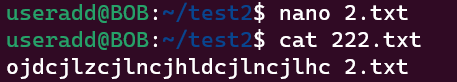 useradd@BOB:~/test2$ nano 2.txt
useradd@BOB:~/test2$ cat 222.txt
ojdcjlzcjlncjhldcjlncjlhc 2.txt